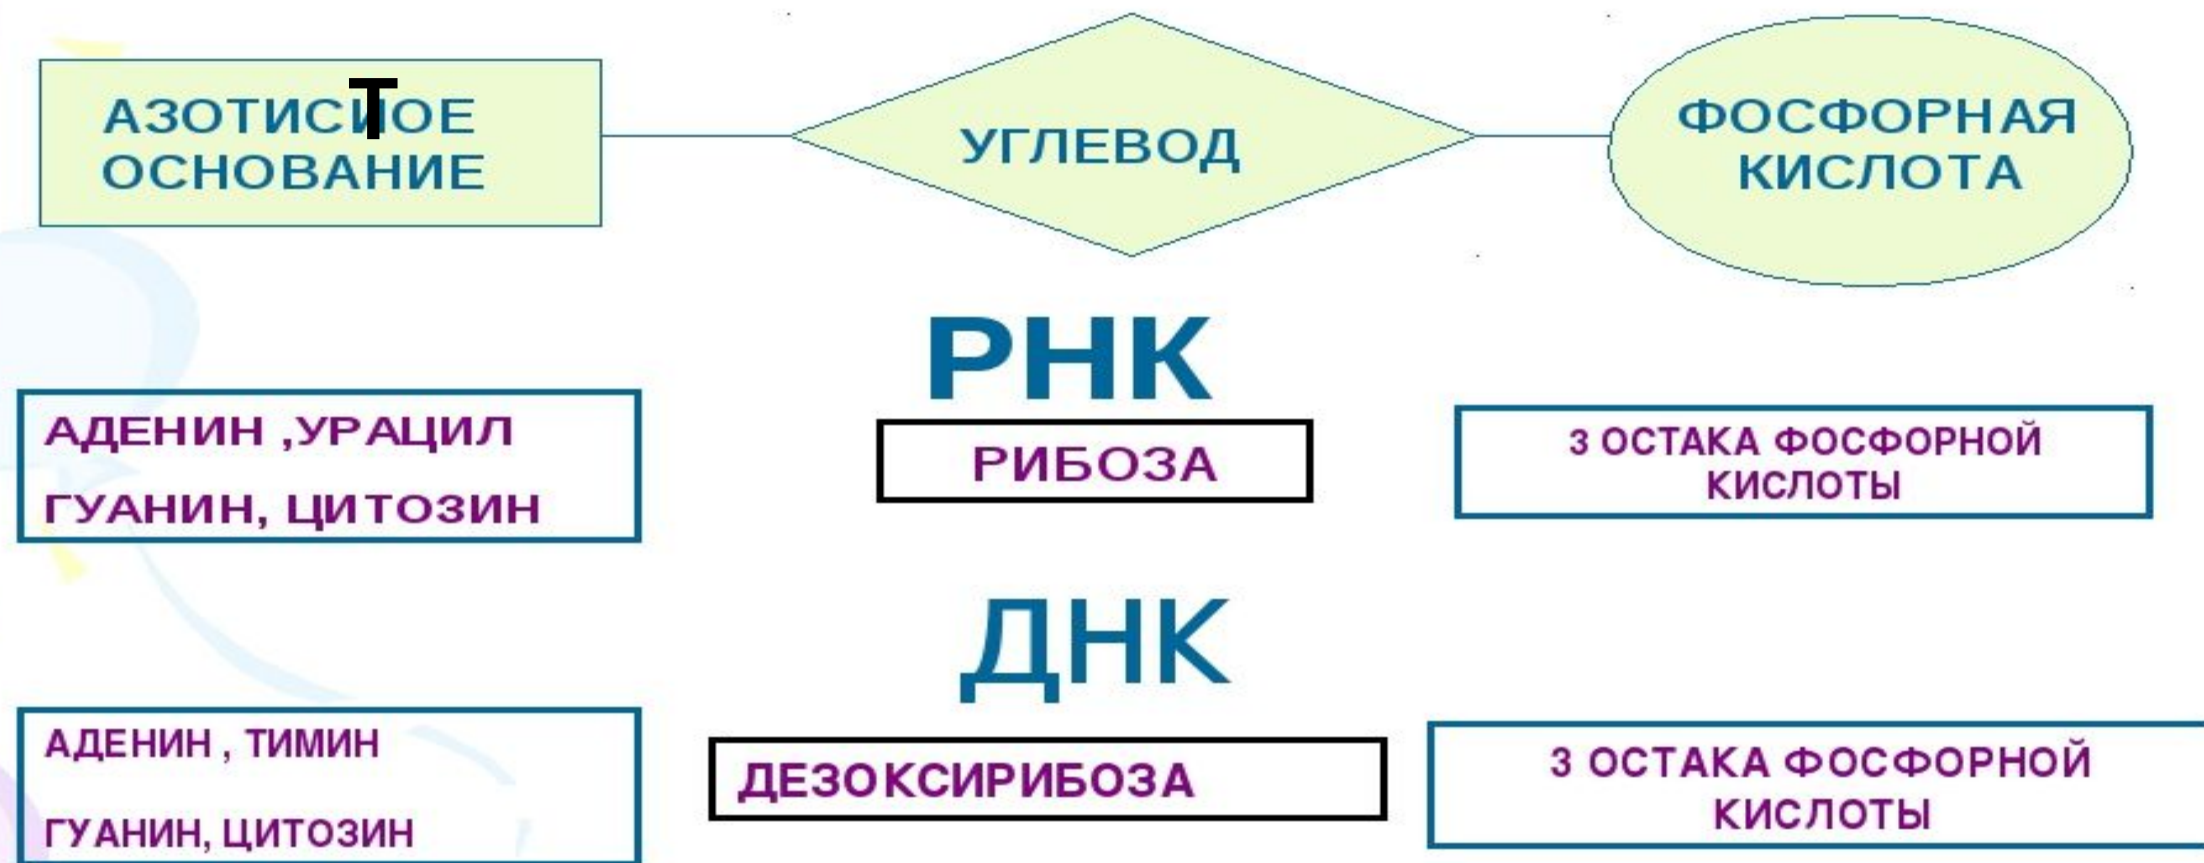 АЗОТИСИОЕ
Т
ОСНОВАНИЕ
УГЛЕВОД
ФОСФОРНАЯ
КИСЛОТА
РНК
АДЕНИН ,УРАЦИЛ
ГУАНИН, ЦИТОЗИН
РИБОЗА
3 ОСТАКА ФОСФОРНОЙ
КИСЛОТЫ
ДНК
АДЕНИН , ТИМИН
ГУАНИН, ЦИТОЗИН
ДЕЗОКСИРИБОЗА
3 ОСТАКА ФОСФОРНОЙ
КИСЛОТЫ